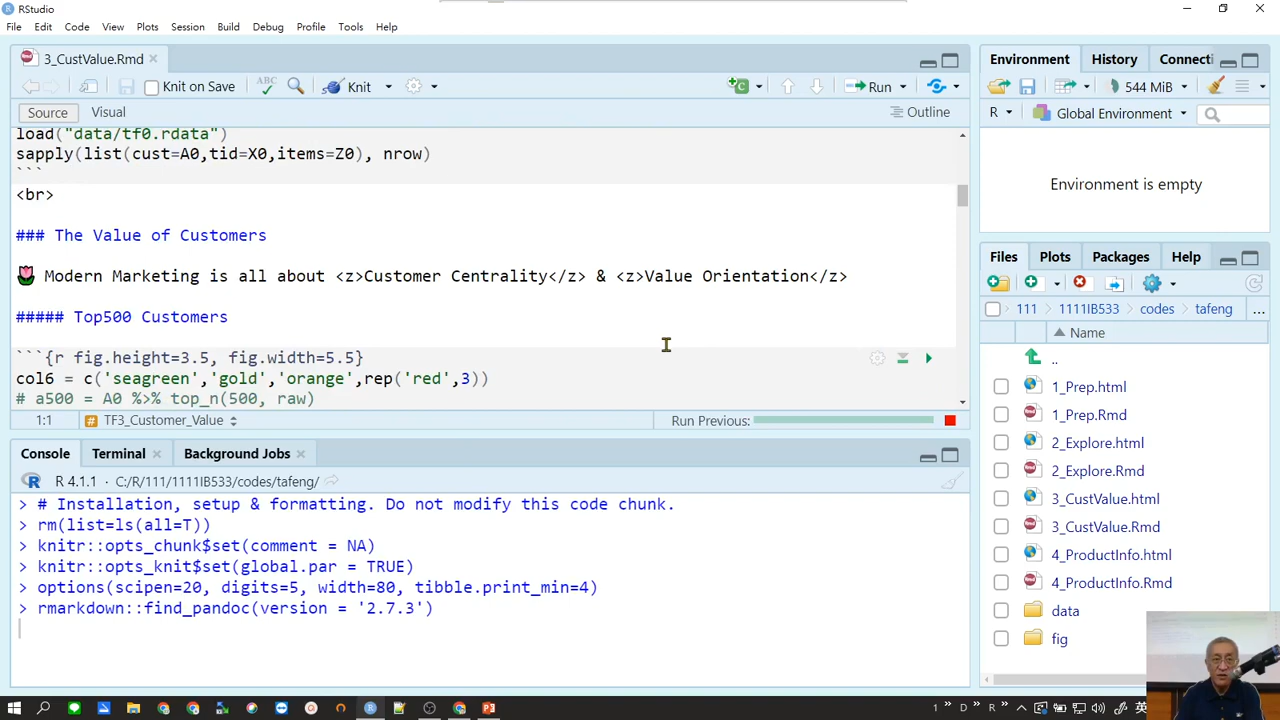 RStudio
File Edit Code View Plots Session Build Debug Profile Tools Help
3_CustValue.Rmd
Knit on Save ABC Knit Run
Source Visual Outline
load("data/tf0.rdata")
sapply(list(cust=A0,tid=X0,items=Z0), nrow)
```
<br>
### The Value of Customers
Modern Marketing is all about <z>Customer Centrality</z> & <z>Value Orientation</z>
##### Top500 Customers
```{r fig.height=3.5, fig.width=5.5}
col6 = c('seagreen','gold','orange',rep('red',3))
# a500 = A0 %>% top_n(500, raw)
1:1 # TF3_Customer_Value Run Previous:
Console Terminal Background Jobs
R R 4.1.1 · C:/R/111/1111IB533/codes/tafeng/
> # Installation, setup & formatting. Do not modify this code chunk.
> rm(list=ls(all=T))
> knitr::opts_chunk$set(comment = NA)
> knitr::opts_knit$set(global.par = TRUE)
> options(scipen=20, digits=5, width=80, tibble.print_min=4)
> rmarkdown::find_pandoc(version = '2.7.3')
Environment History Connecti
544 MiB
R Global Environment
Environment is empty
Files Plots Packages Help
111 1111IB533 codes tafeng ...
Name
..
1_Prep.html
1_Prep.Rmd
2_Explore.html
2_Explore.Rmd
3_CustValue.html
3_CustValue.Rmd
4_ProductInfo.html
4_ProductInfo.Rmd
data
fig
1 D R 英